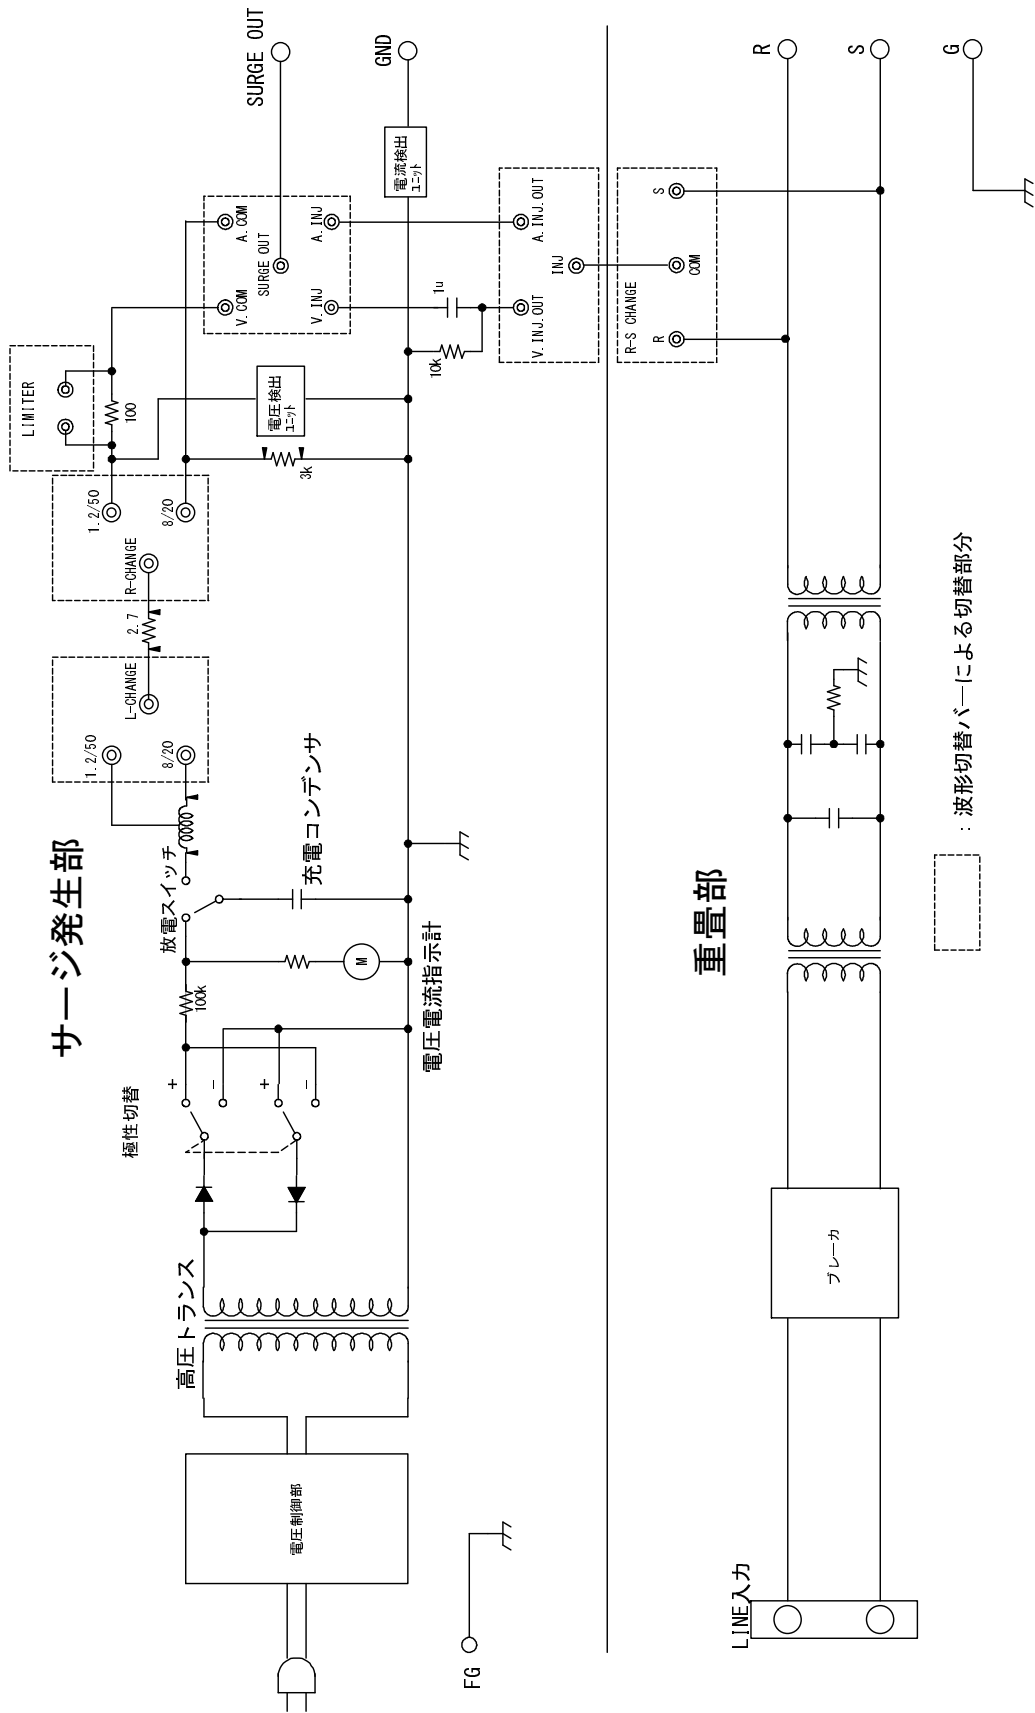 サージ発生部
LIMITER
100
1.2/50
8/20
R-CHANGE
2.7
L-CHANGE
1.2/50
8/20
放電スイッチ
充電コンデンサ
極性切替
+
-
+
-
100k
M
電圧電流指示計
高圧トランス
電圧制御部
FG
3k
電圧検出
ユニット
10k
1u
V.COM
A.COM
SURGE OUT
V.INJ
A.INJ
SURGE OUT
GND
電流検出
ユニット
V.INJ.OUT
A.INJ.OUT
INJ
R-S CHANGE
R
COM
S
重畳部
LINE入力
ブレーカ
R
S
G
:波形切替バーによる切替部分